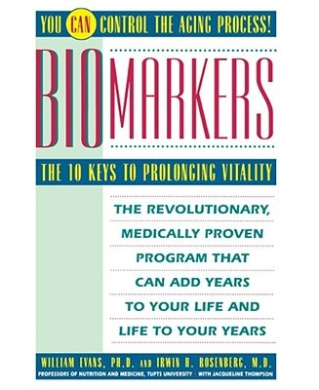 YOU CAN CONTROL THE AGING PROCESS!
BIOMARKERS
THE 10 KEYS TO PROLONGING VITALITY
THE REVOLUTIONARY,
MEDICALLY PROVEN
PROGRAM THAT
CAN ADD YEARS
TO YOUR LIFE AND
LIFE TO YOUR YEARS
WILLIAM EVANS, PH.D. AND IRWIN H. ROSENBERG, M.D.
PROFESSORS OF NUTRITION AND MEDICINE, TUFTS UNIVERSITY WITH JACQUELINE THOMPSON